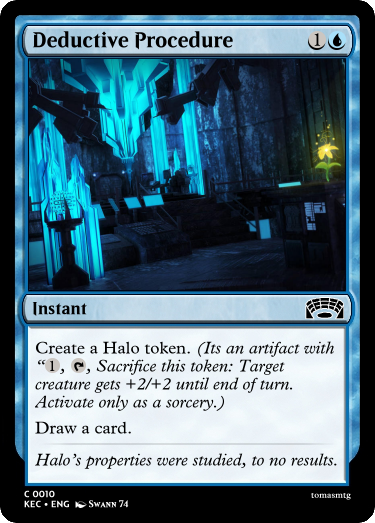 Deductive Procedure 1
Instant
Create a Halo token. (Its an artifact with
“1, , Sacrifice this token: Target
creature gets +2/+2 until end of turn.
Activate only as a sorcery.)
Draw a card.
Halo's properties were studied, to no results.
C 0010
KEC • ENG Swann 74
tomasmtg